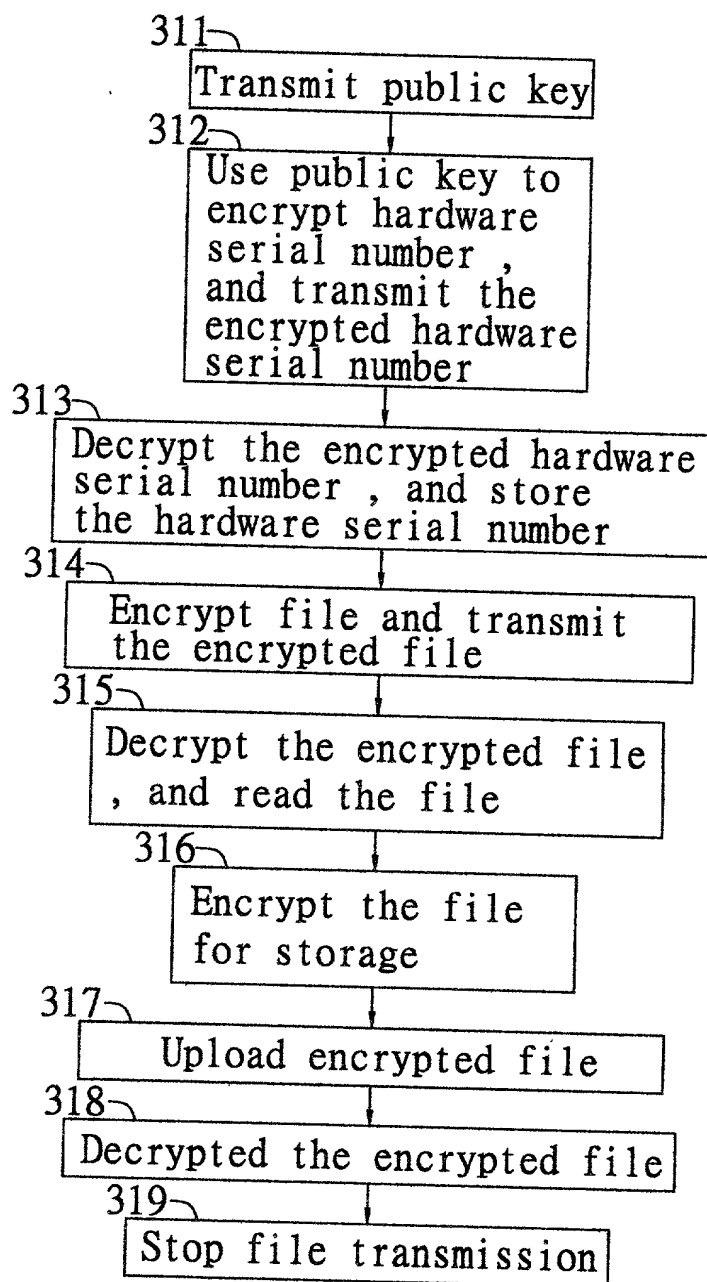 311
Transmit public key
312
Use public key to
encrypt hardware
serial number ,
and transmit the
encrypted hardware
serial number
313
Decrypt the encrypted hardware
serial number , and store
the hardware serial number
314
Encrypt file and transmit
the encrypted file
315
Decrypt the encrypted file
, and read the file
316
Encrypt the file
for storage
317
Upload encrypted file
318
Decrypted the encrypted file
319
Stop file transmission